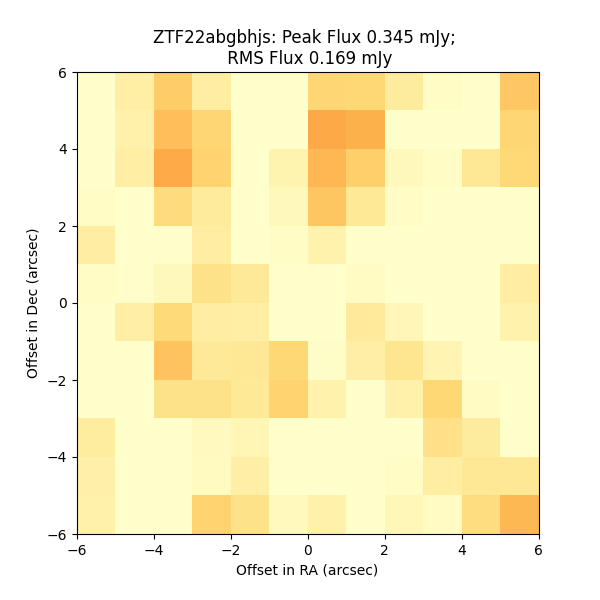 ZTF22abgbhjs: Peak Flux 0.345 mJy;
RMS Flux 0.169 mJy
6
4
2
0
−2
−4
−6
Offset in Dec (arcsec)
−6 −4 −2 0 2 4 6
Offset in RA (arcsec)